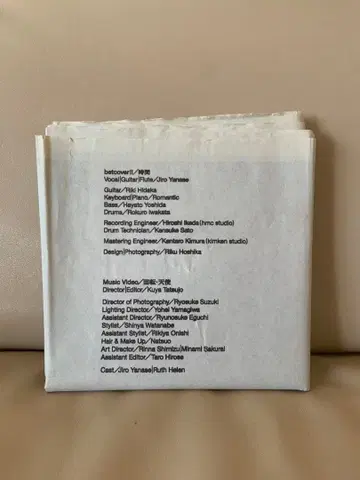 betcover!!／時間
Vocal|Guitar|Flute／Jiro Yanase
Guitar／Riki Hidaka
Keyboard|Piano／Romantic
Bass／Hayato Yoshida
Drums／Rokuro Iwakata
Recording Engineer／Hiroshi Ikeda(hmc studio)
Drum Technician／Kensuke Sato
Mastering Engineer／Kentaro Kimura(kimken studio)
Design|Photography／Riku Hoshika
Music Video／回転・天使
Director|Editor／Kuya Tatsujo
Director of Photography／Ryosuke Suzuki
Lighting Director／Yohei Yamagiwa
Assistant Director／Ryunosuke Eguchi
Stylist／Shinya Watanabe
Assistant Stylist／Rikiya Onishi
Hair & Make Up／Natsuo
Art Director／Rinna Shimizu|Minami Sakurai
Assistant Editor／Taro Hirose
Cast／Jiro Yanase|Ruth Helen